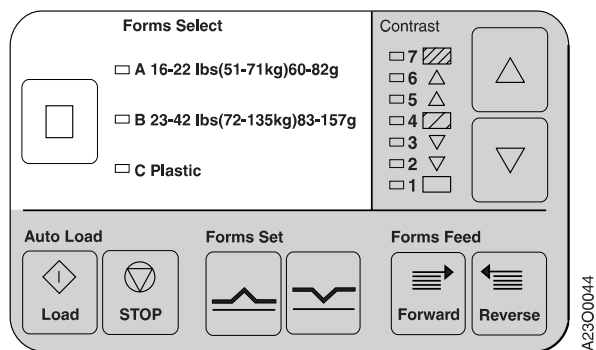 Forms Select
A 16-22 lbs(51-71kg)60-82g
B 23-42 lbs(72-135kg)83-157g
C Plastic
Contrast
7
6
5
4
3
2
1
Auto Load
Load
STOP
Forms Set
Forms Feed
Forward
Reverse
A23O0044